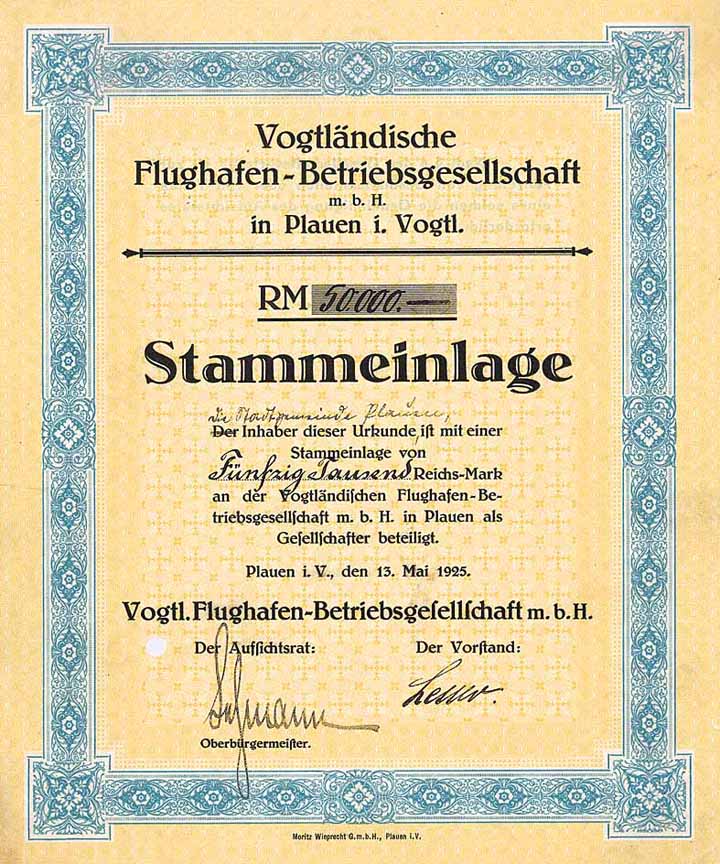 Vogtländische
Flughafen-Betriebsgesellschaft
m. b. H.
in Plauen i. Vogtl.
RM 50000.—
Stammeinlage
die Stadtgemeinde Plauen,
Der Inhaber dieser Urkunde, iſt mit einer
Stammeinlage von
Fünfzig Tausend Reichs-Mark
an der Vogtländiſchen Flughafen-Be-
triebsgeſellſchaft m. b. H. in Plauen als
Geſellſchafter beteiligt.
Plauen i. V., den 13. Mai 1925.
Vogtl. Flughafen-Betriebsgeſellſchaft m. b. H.
Der Aufſichtsrat: Der Vorſtand:
Oberbürgermeiſter.
Moritz Wieprecht G. m. b. H., Plauen i. V.